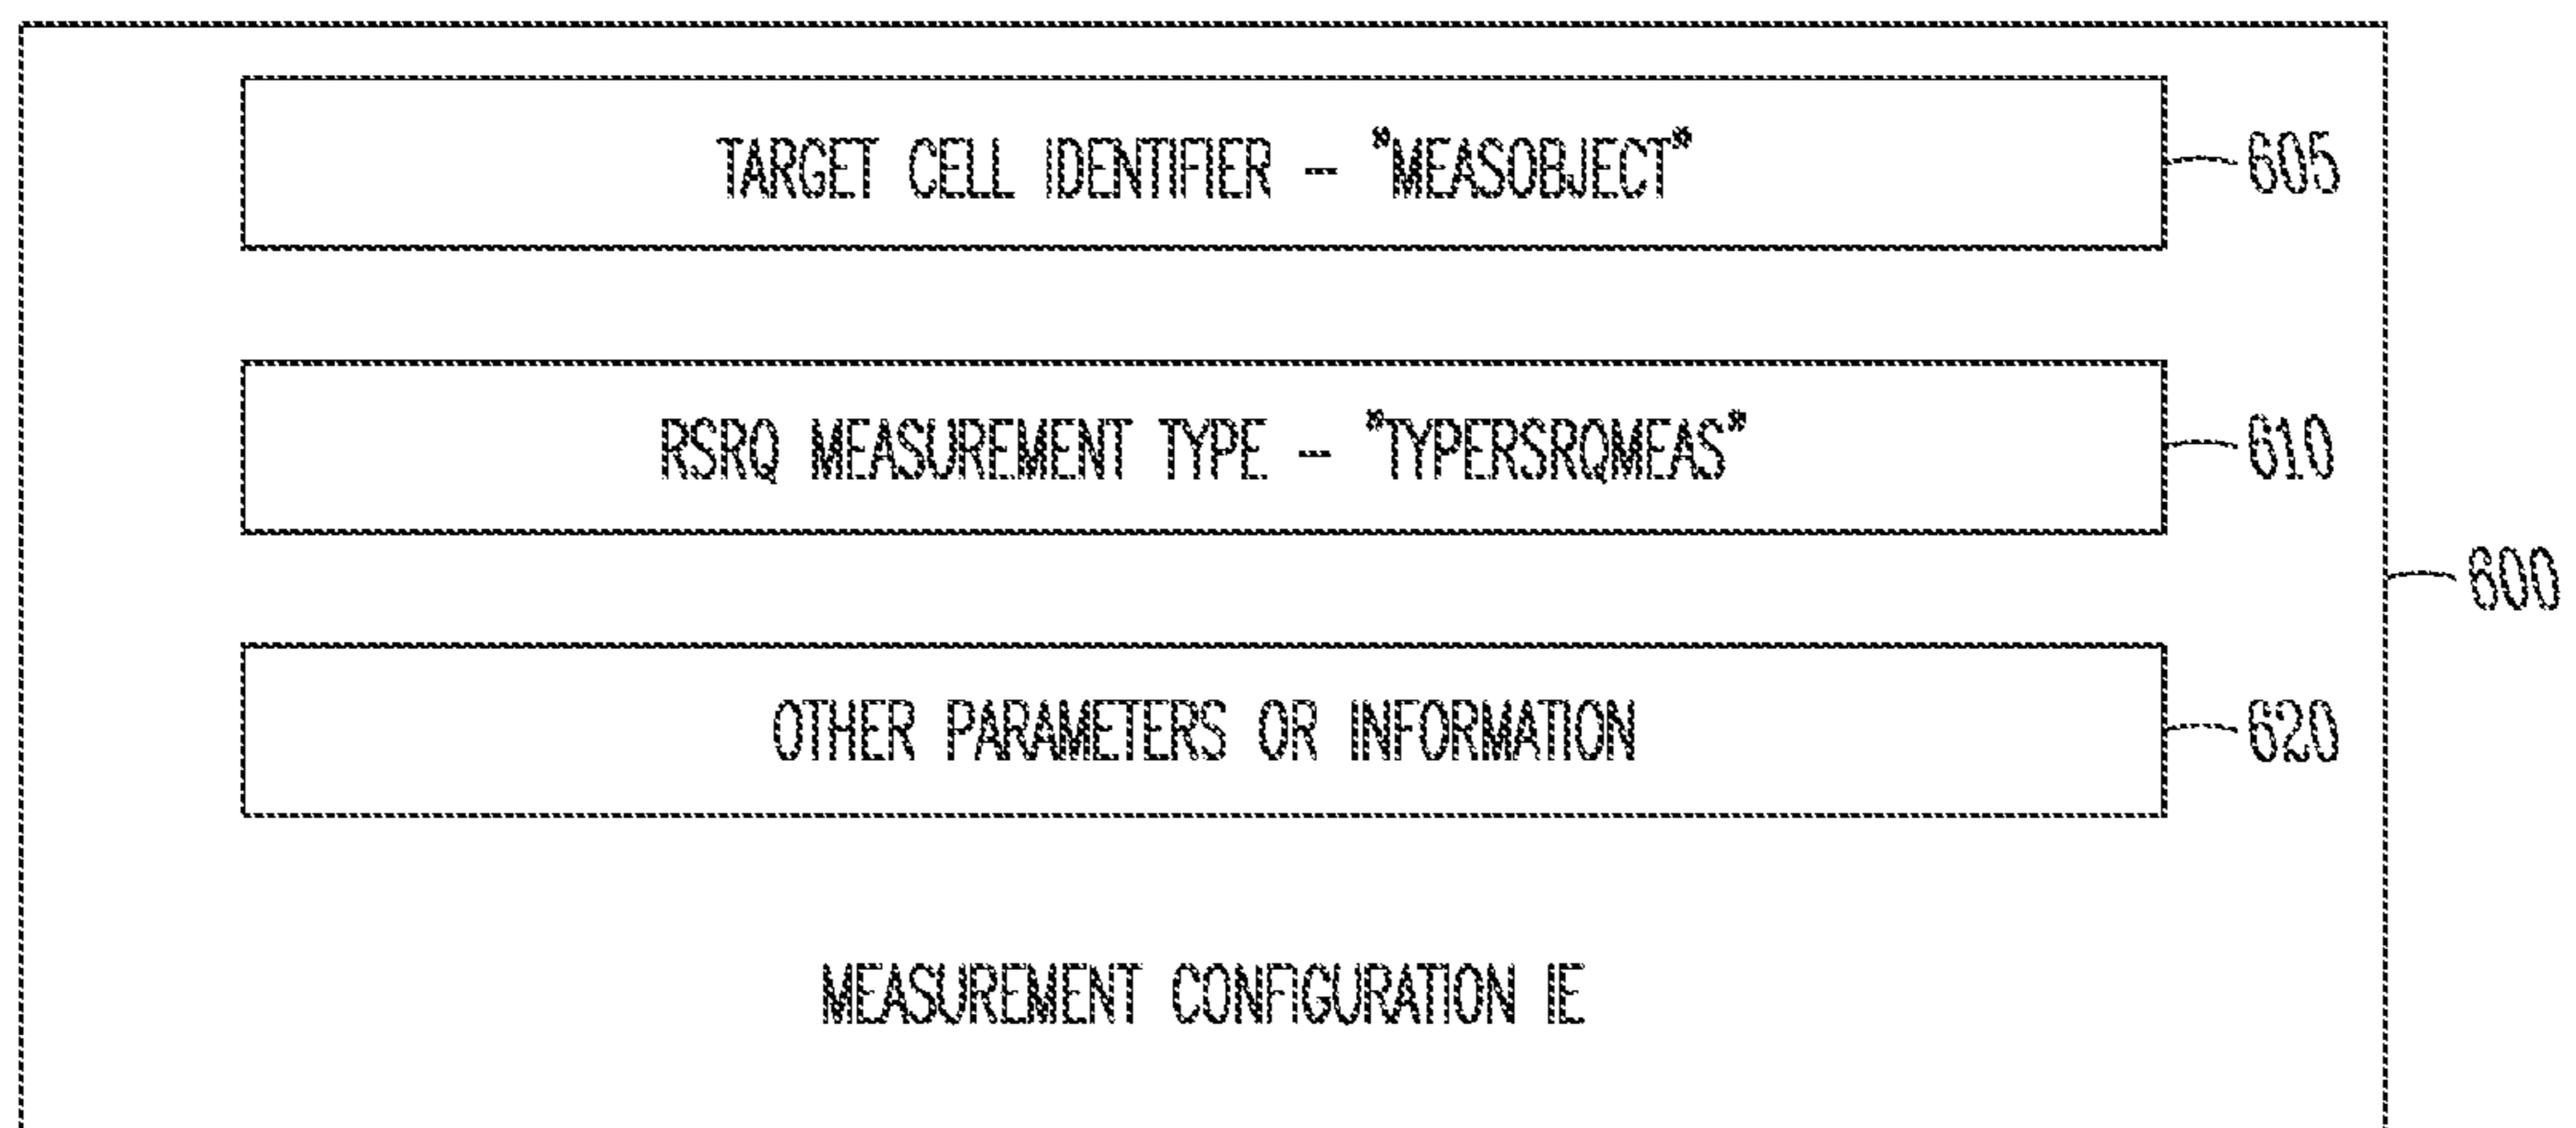 TARGET CELL IDENTIFIER -- "MEASOBJECT"
605
RSRQ MEASUREMENT TYPE -- "TYPERSRQMEAS"
610
600
OTHER PARAMETERS OR INFORMATION
620
MEASUREMENT CONFIGURATION IE